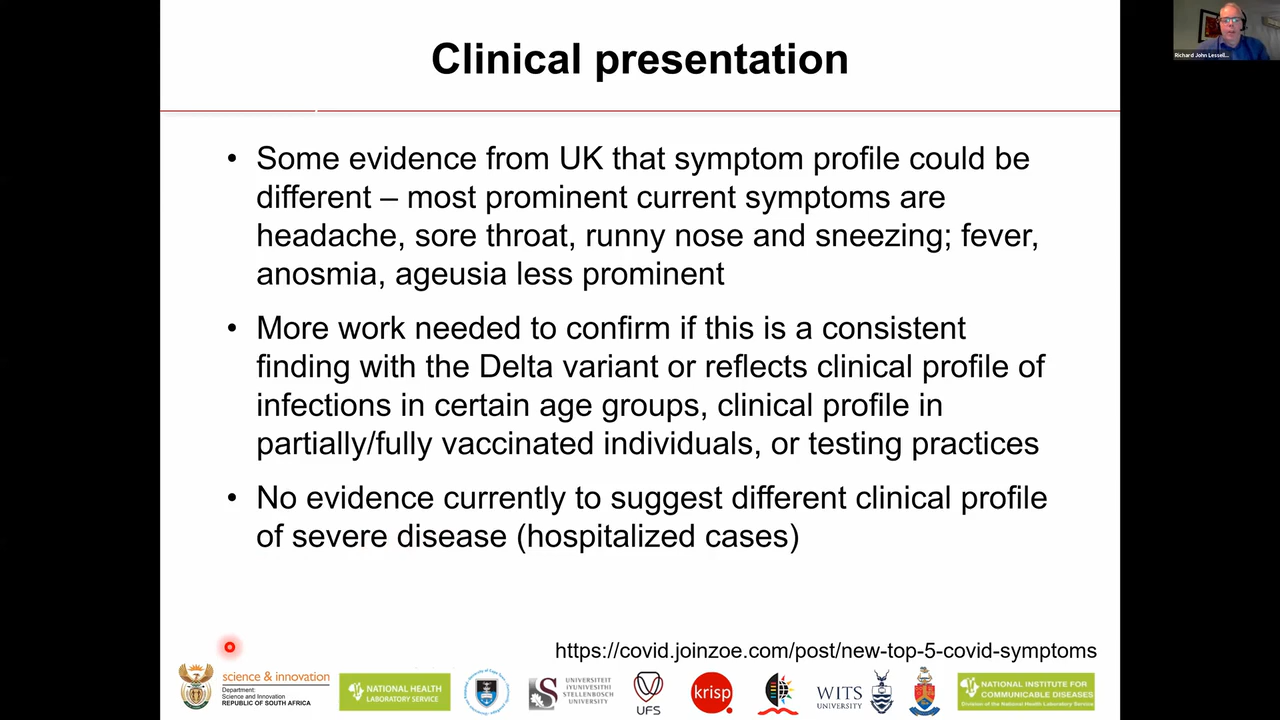 Clinical presentation
Richard John Lessell...
• Some evidence from UK that symptom profile could be
different – most prominent current symptoms are
headache, sore throat, runny nose and sneezing; fever,
anosmia, ageusia less prominent
• More work needed to confirm if this is a consistent
finding with the Delta variant or reflects clinical profile of
infections in certain age groups, clinical profile in
partially/fully vaccinated individuals, or testing practices
• No evidence currently to suggest different clinical profile
of severe disease (hospitalized cases)
https://covid.joinzoe.com/post/new-top-5-covid-symptoms
science & innovation
Department:
Science and Innovation
REPUBLIC OF SOUTH AFRICA
NATIONAL HEALTH
LABORATORY SERVICE
UNIVERSITEIT
IYUNIVESITHI
STELLENBOSCH
UNIVERSITY
UFS
krisp
WITS
UNIVERSITY
NATIONAL INSTITUTE FOR
COMMUNICABLE DISEASES
Division of the National Health Laboratory Service